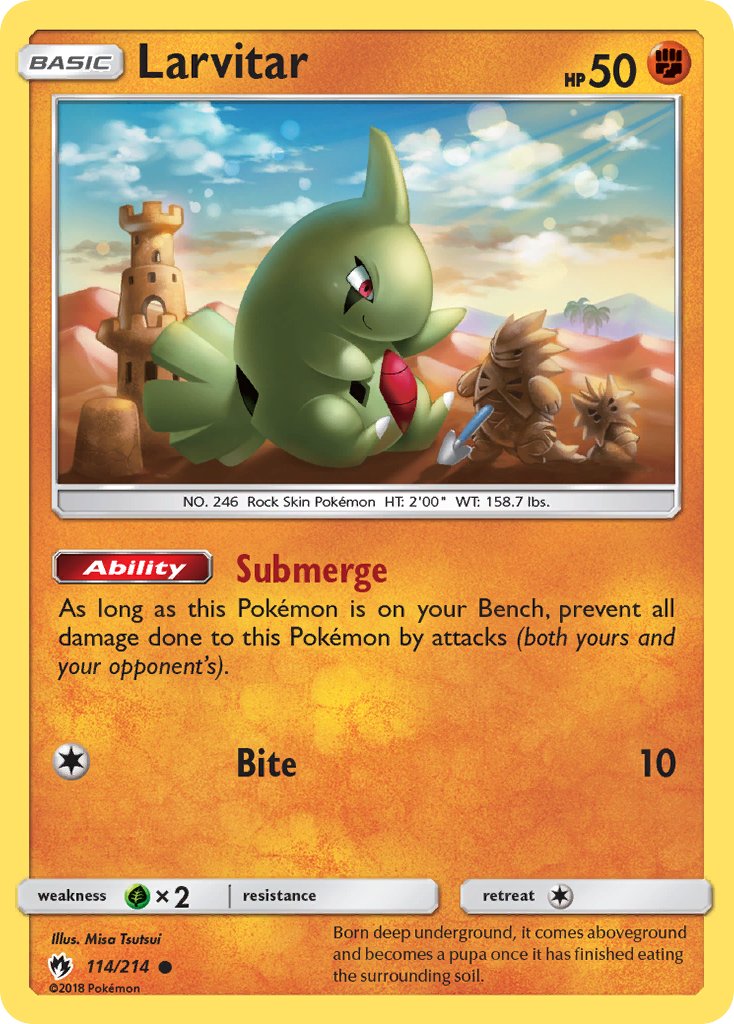 BASIC Larvitar HP 50
NO. 246 Rock Skin Pokémon HT: 2'00" WT: 158.7 lbs.
Ability Submerge
As long as this Pokémon is on your Bench, prevent all
damage done to this Pokémon by attacks (both yours and
your opponent's).
Bite 10
weakness ×2 resistance retreat
Illus. Misa Tsutsui
114/214
©2018 Pokémon
Born deep underground, it comes aboveground
and becomes a pupa once it has finished eating
the surrounding soil.